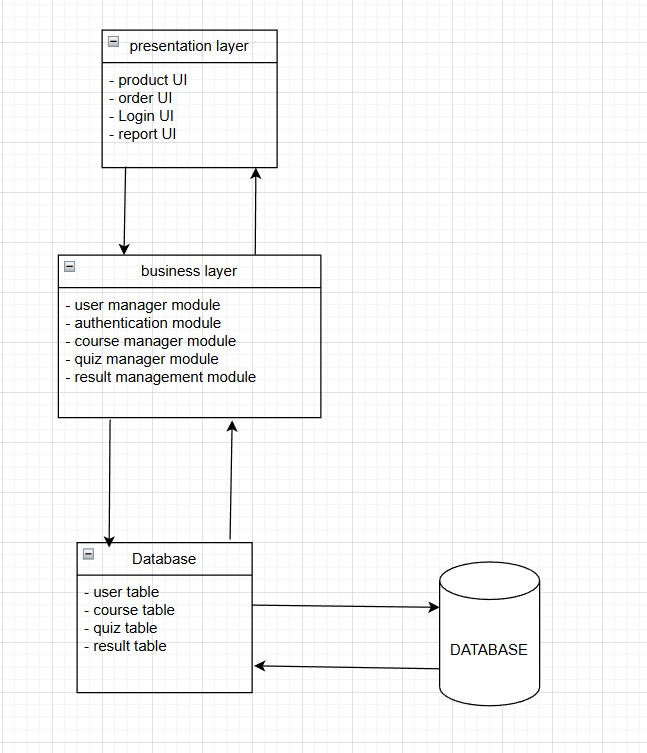 presentation layer
- product UI
- order UI
- Login UI
- report UI
business layer
- user manager module
- authentication module
- course manager module
- quiz manager module
- result management module
Database
- user table
- course table
- quiz table
- result table
DATABASE